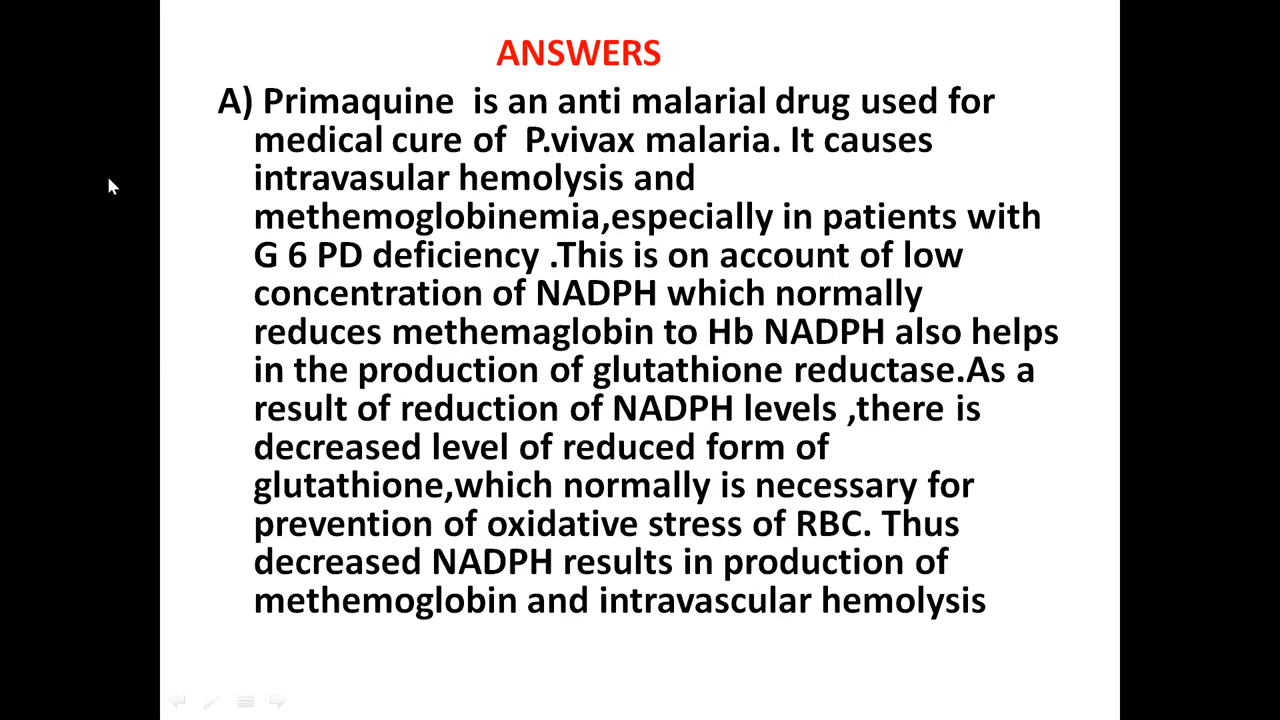 ANSWERS
A) Primaquine is an anti malarial drug used for
medical cure of P.vivax malaria. It causes
intravasular hemolysis and
methemoglobinemia,especially in patients with
G 6 PD deficiency .This is on account of low
concentration of NADPH which normally
reduces methemaglobin to Hb NADPH also helps
in the production of glutathione reductase.As a
result of reduction of NADPH levels ,there is
decreased level of reduced form of
glutathione,which normally is necessary for
prevention of oxidative stress of RBC. Thus
decreased NADPH results in production of
methemoglobin and intravascular hemolysis